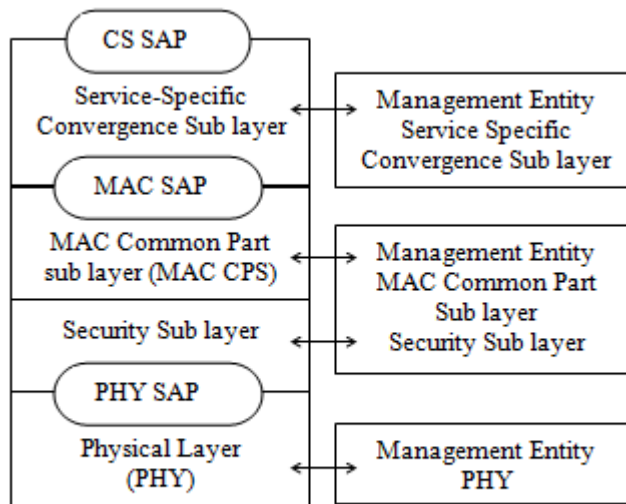 CS SAP
Service-Specific
Convergence Sub layer
Management Entity
Service Specific
Convergence Sub layer
MAC SAP
MAC Common Part
sub layer (MAC CPS)
Security Sub layer
Management Entity
MAC Common Part
Sub layer
Security Sub layer
PHY SAP
Physical Layer
(PHY)
Management Entity
PHY